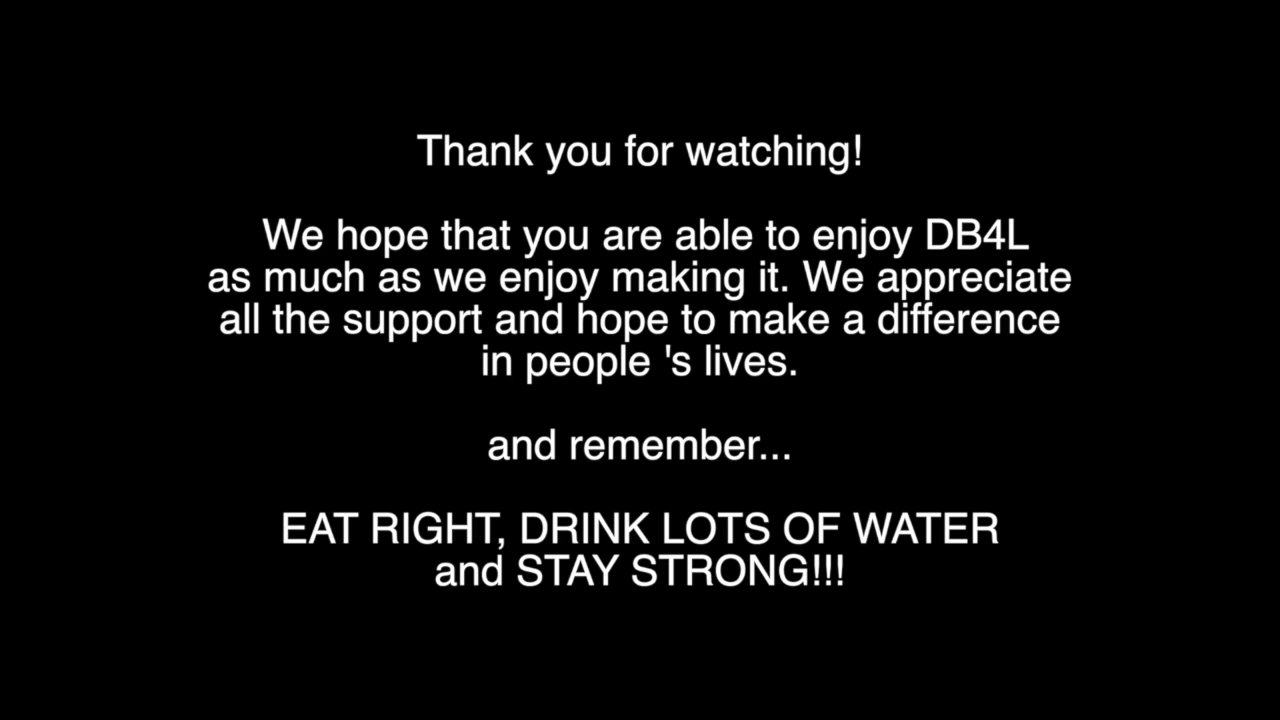 Thank you for watching!
We hope that you are able to enjoy DB4L
as much as we enjoy making it. We appreciate
all the support and hope to make a difference
in people 's lives.
and remember...
EAT RIGHT, DRINK LOTS OF WATER
and STAY STRONG!!!